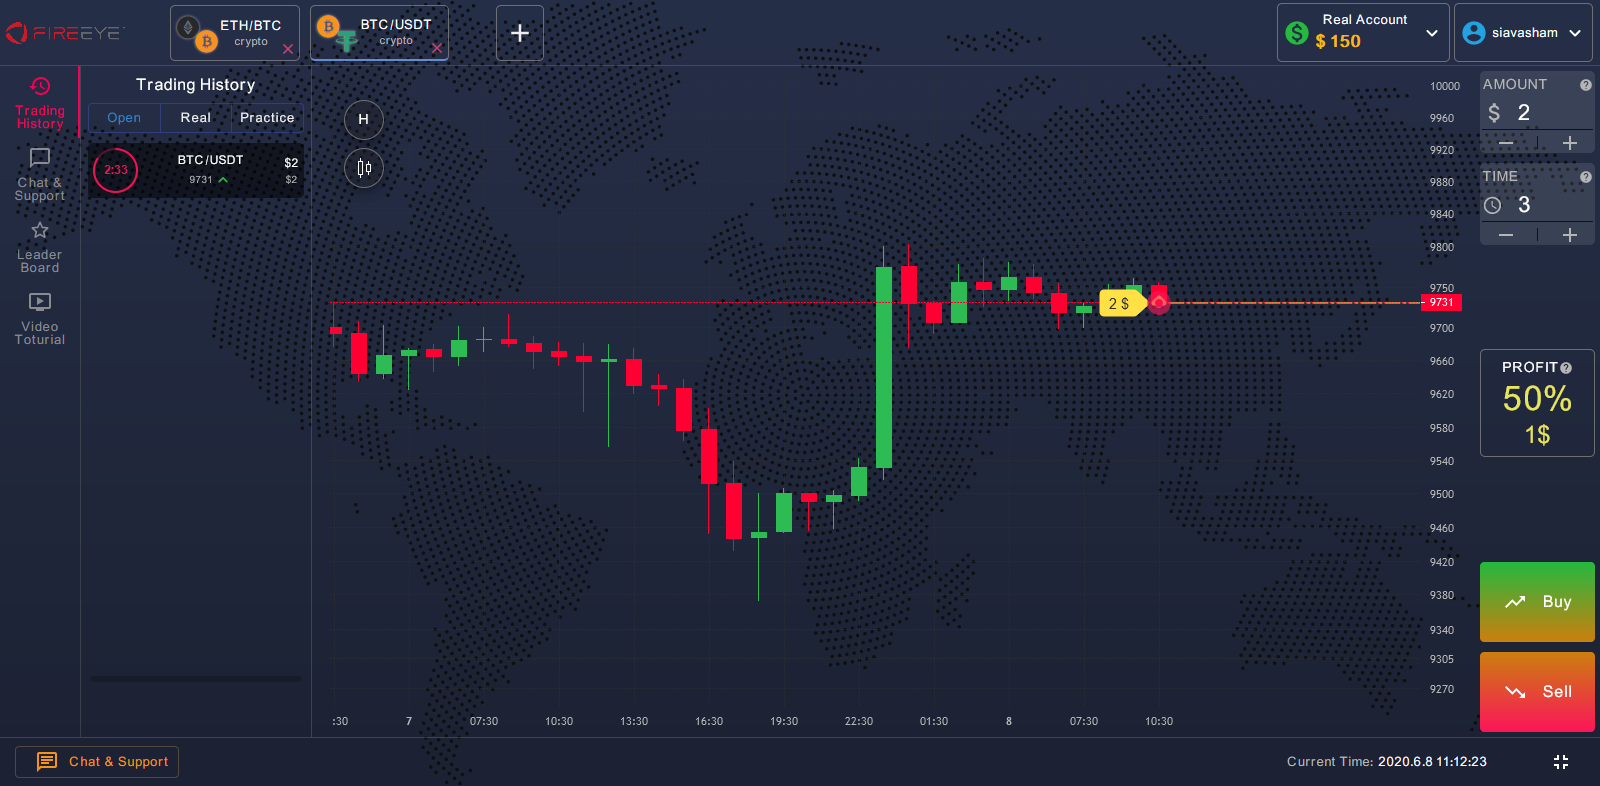 FIREEYE
ETH/BTC
crypto
BTC/USDT
crypto
Real Account
$ 150
siavasham
Trading History
Chat & Support
Leader Board
Video Toturial
Trading History
Open Real Practice
2:33
BTC/USDT $2
9731 $2
H
2 $
10000
9960
9920
9880
9840
9800
9750
9731
9700
9660
9620
9580
9540
9500
9460
9420
9380
9340
9305
9270
:30 7 07:30 10:30 13:30 16:30 19:30 22:30 01:30 8 07:30 10:30
AMOUNT ?
$ 2
− +
TIME ?
3
− +
PROFIT ?
50%
1$
Buy
Sell
Chat & Support
Current Time: 2020.6.8 11:12:23